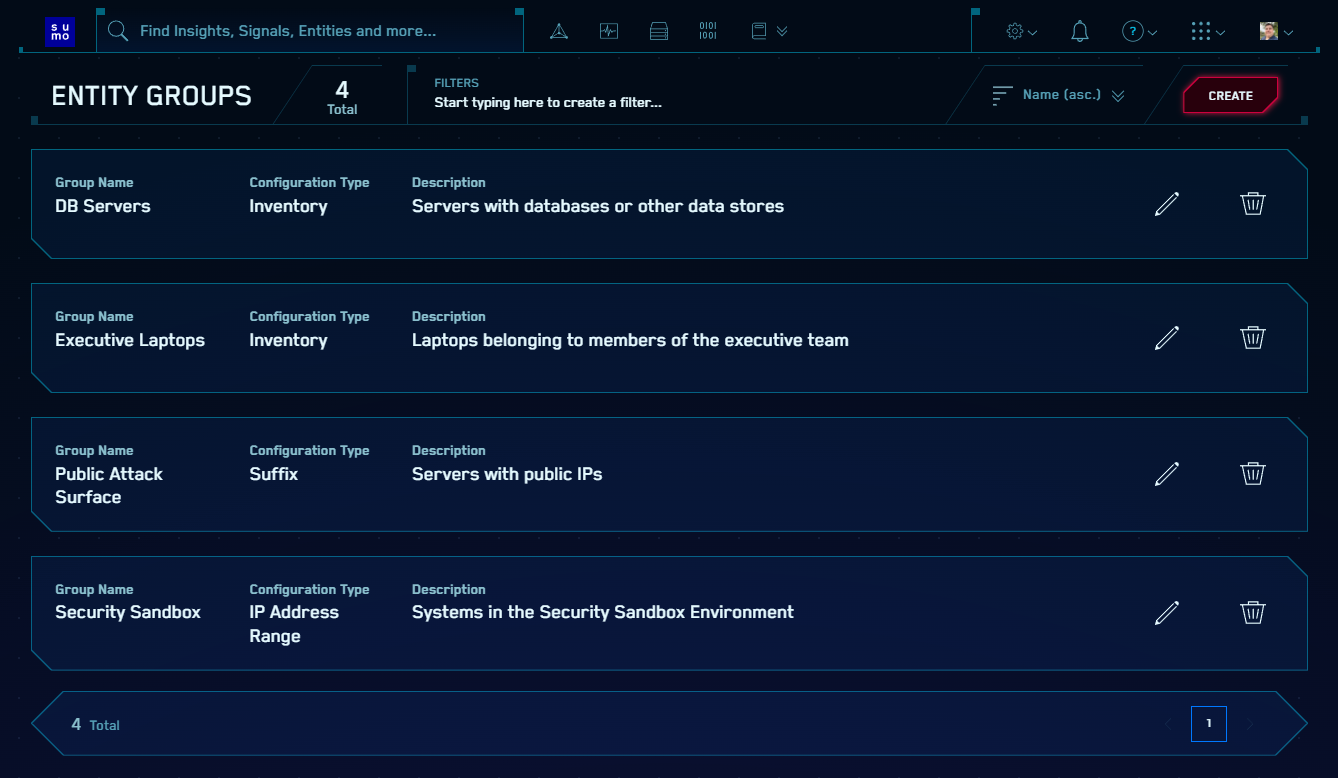 su
mo
Find Insights, Signals, Entities and more...
0101
1001
?
ENTITY GROUPS
4
Total
FILTERS
Start typing here to create a filter...
Name (asc.)
CREATE
Group Name Configuration Type Description
DB Servers Inventory Servers with databases or other data stores
Group Name Configuration Type Description
Executive Laptops Inventory Laptops belonging to members of the executive team
Group Name Configuration Type Description
Public Attack Suffix Servers with public IPs
Surface
Group Name Configuration Type Description
Security Sandbox IP Address Systems in the Security Sandbox Environment
Range
4 Total
1